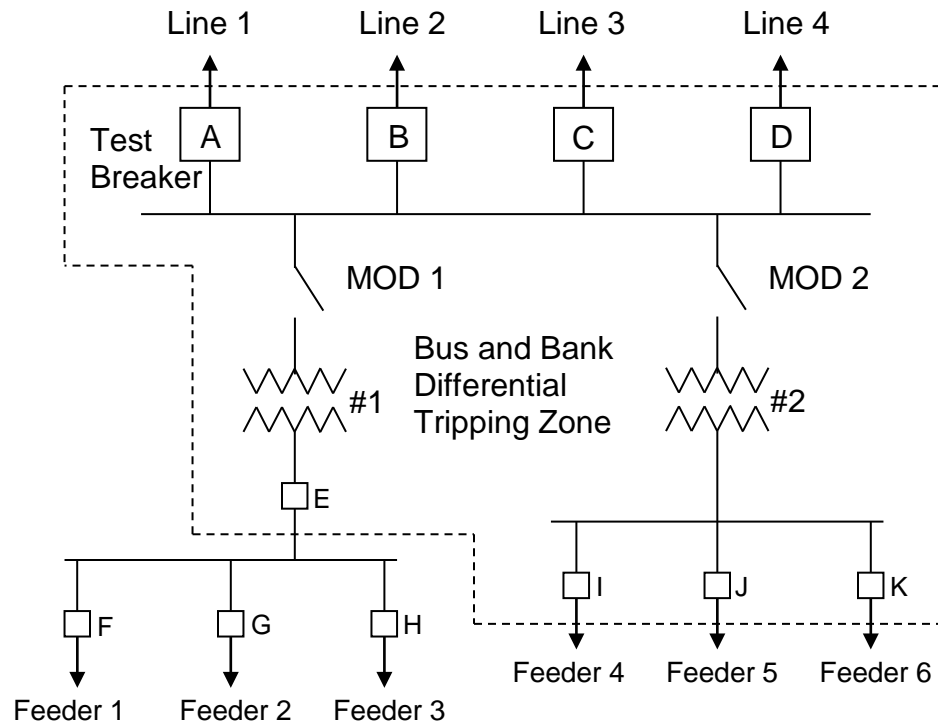 Line 1
Line 2
Line 3
Line 4
Test
Breaker
A
B
C
D
MOD 1
MOD 2
Bus and Bank
Differential
Tripping Zone
#1
#2
E
F
G
H
I
J
K
Feeder 4
Feeder 5
Feeder 6
Feeder 1
Feeder 2
Feeder 3